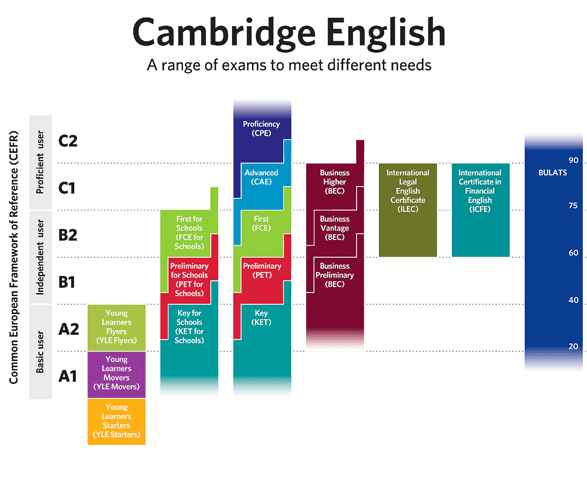 Cambridge English
A range of exams to meet different needs
Common European Framework of Reference (CEFR)
Proficient user
Independent user
Basic user
C2
C1
B2
B1
A2
A1
Young
Learners
Flyers
(YLE Flyers)
Young
Learners
Movers
(YLE Movers)
Young
Learners
Starters
(YLE Starters)
First for
Schools
(FCE for
Schools)
Preliminary
for Schools
(PET for
Schools)
Key for
Schools
(KET for
Schools)
Proficiency
(CPE)
Advanced
(CAE)
First
(FCE)
Preliminary
(PET)
Key
(KET)
Business
Higher
(BEC)
Business
Vantage
(BEC)
Business
Preliminary
(BEC)
International
Legal
English
Certificate
(ILEC)
International
Certificate in
Financial
English
(ICFE)
BULATS
90
75
60
40
20